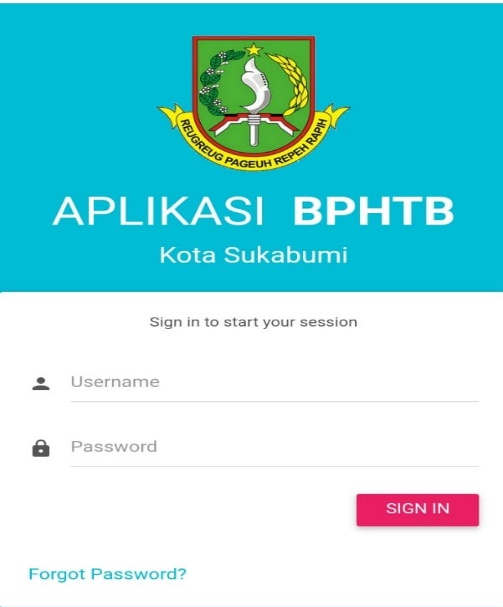 REUGREUG PAGEUH REPEH RAPIH
APLIKASI BPHTB
Kota Sukabumi
Sign in to start your session
Username
Password
SIGN IN
Forgot Password?